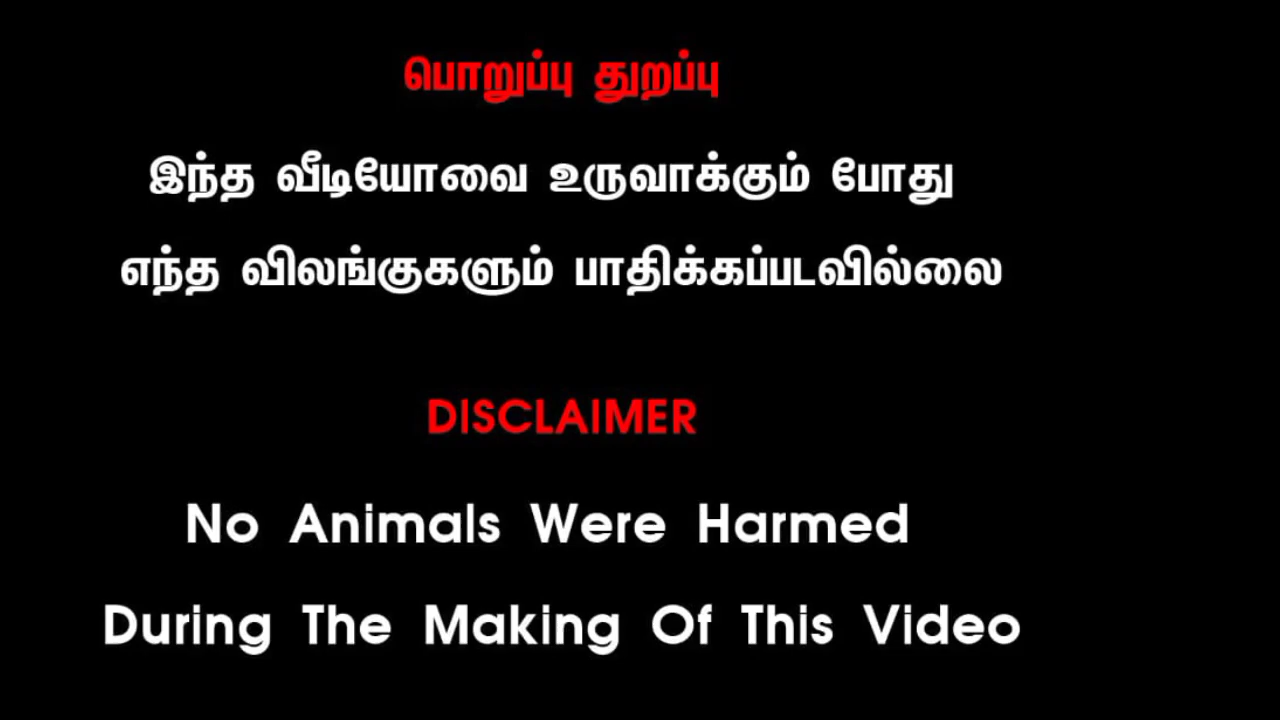 பொறுப்பு துறப்பு
இந்த வீடியோவை உருவாக்கும் போது
எந்த விலங்குகளும் பாதிக்கப்படவில்லை
DISCLAIMER
No Animals Were Harmed
During The Making Of This Video